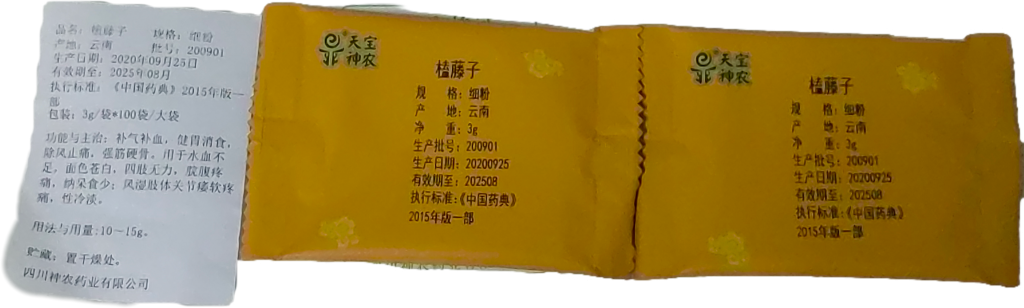 品名：榼藤子 规格：细粉
产地：云南 批号：200901
生产日期：2020年09月25日
有效期至：2025年08月
执行标准：《中国药典》2015年版一
部
包装：3g/袋*100袋/大袋
功能与主治：补气补血，健胃消食，
除风止痛，强筋硬骨。用于水血不
足，面色苍白，四肢无力，脘腹疼
痛，纳呆食少；风湿肢体关节痿软疼
痛，性冷淡。
用法与用量：10～15g。
贮藏：置干燥处。
四川神农药业有限公司
天宝
神农
榼藤子
规 格：细粉
产 地：云南
净 重：3g
生产批号：200901
生产日期：20200925
有效期至：202508
执行标准：《中国药典》
2015年版一部
天宝
神农
榼藤子
规 格：细粉
产 地：云南
净 重：3g
生产批号：200901
生产日期：20200925
有效期至：202508
执行标准：《中国药典》
2015年版一部